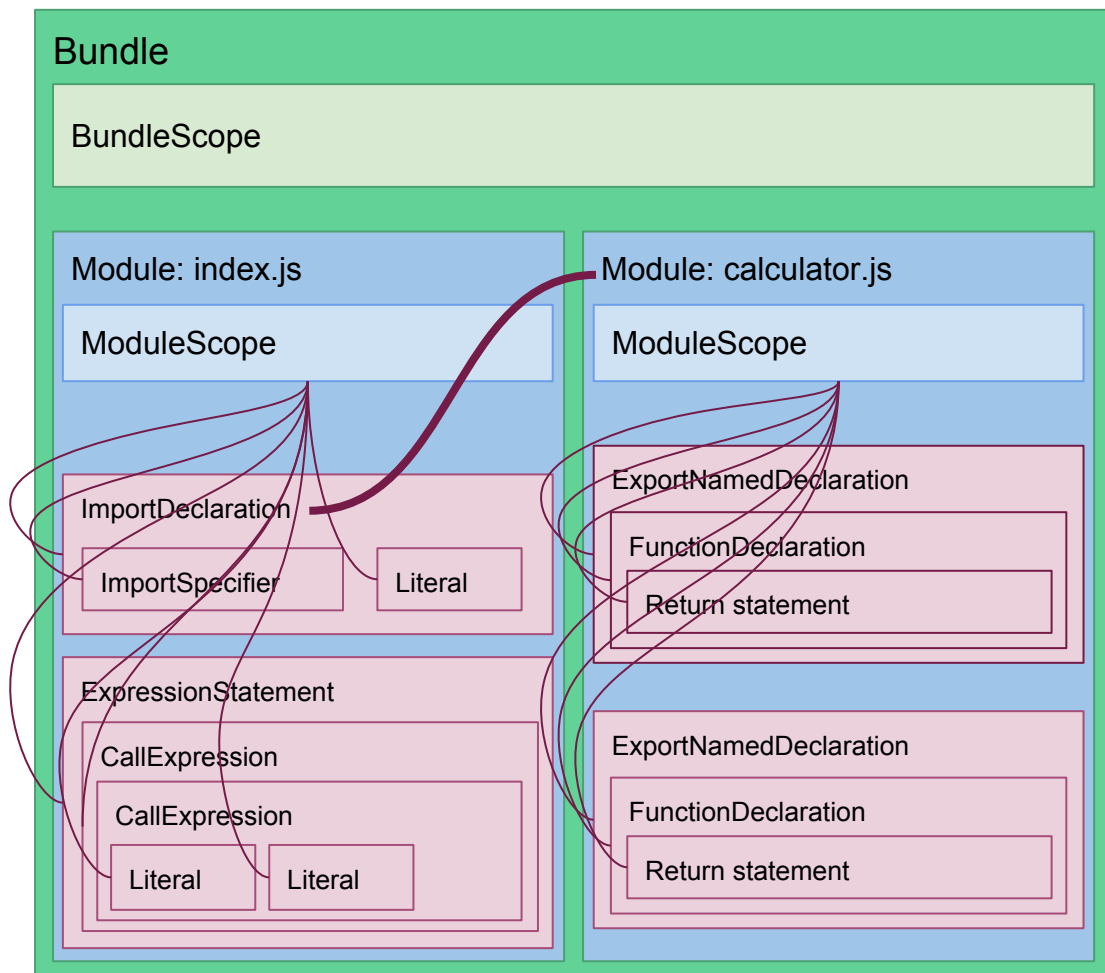 Bundle
BundleScope
Module: index.js
ModuleScope
ImportDeclaration
ImportSpecifier
Literal
ExpressionStatement
CallExpression
CallExpression
Literal
Literal
Module: calculator.js
ModuleScope
ExportNamedDeclaration
FunctionDeclaration
Return statement
ExportNamedDeclaration
FunctionDeclaration
Return statement